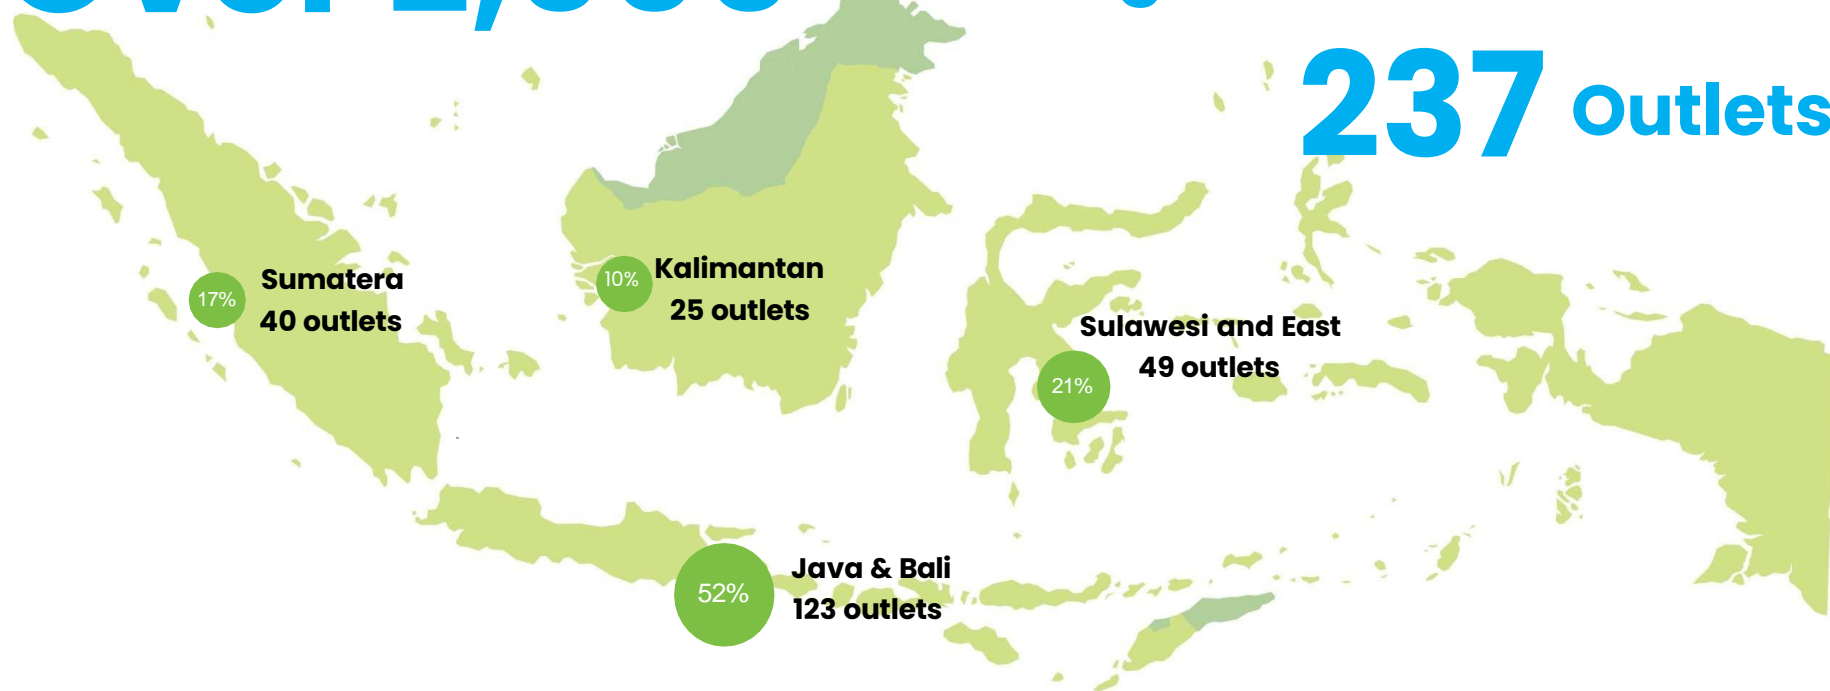 237 Outlets
Kalimantan
25 outlets
10%
Sumatera
40 outlets
17%
Sulawesi and East
49 outlets
21%
Java & Bali
123 outlets
52%